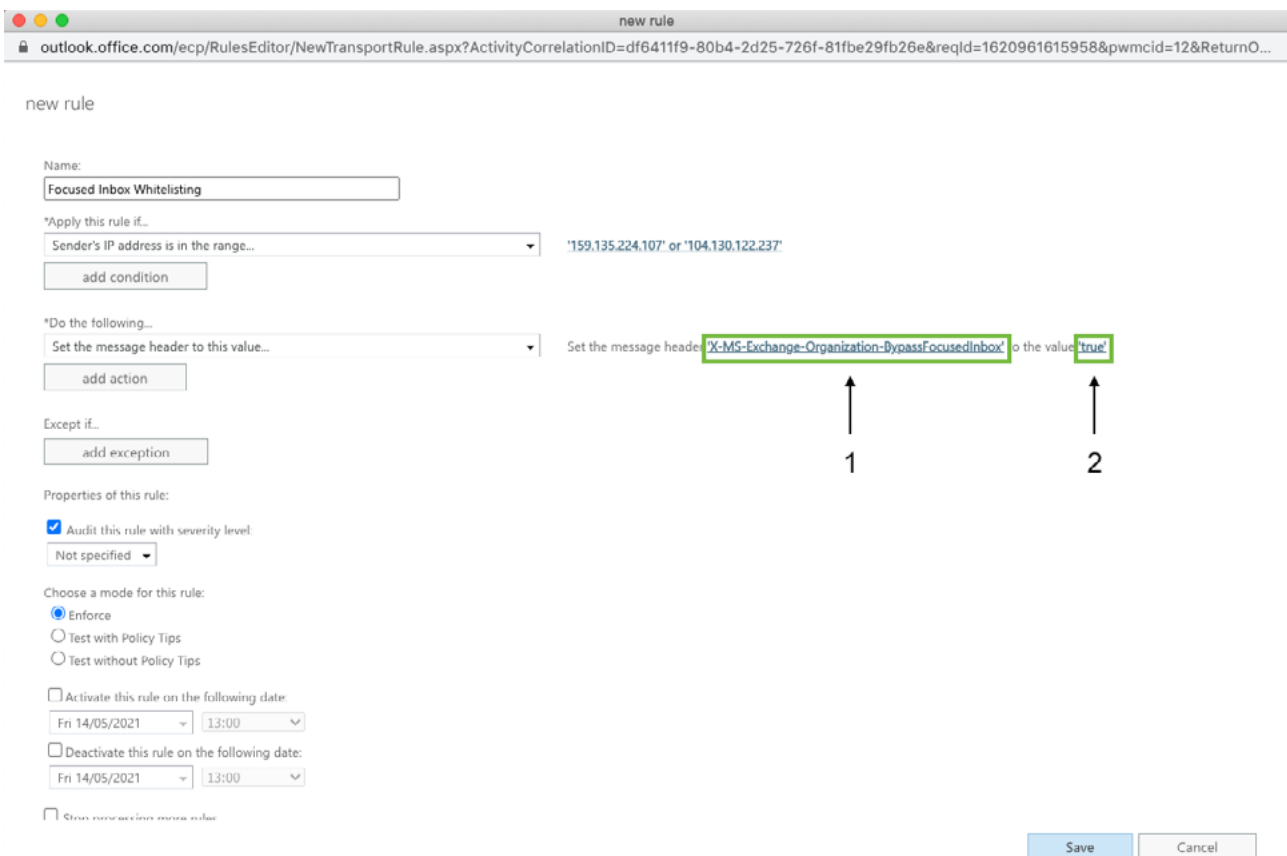 new rule
outlook.office.com/ecp/RulesEditor/NewTransportRule.aspx?ActivityCorrelationID=df6411f9-80b4-2d25-726f-81fbe29fb26e&reqId=1620961615958&pwmcid=12&ReturnO...
new rule
Name:
Focused Inbox Whitelisting
*Apply this rule if...
Sender's IP address is in the range... '159.135.224.107' or '104.130.122.237'
add condition
*Do the following...
Set the message header to this value... Set the message heade 'X-MS-Exchange-Organization-BypassFocusedInbox' o the value 'true'
add action
Except if...
add exception
1 2
Properties of this rule:
Audit this rule with severity level:
Not specified
Choose a mode for this rule:
Enforce
Test with Policy Tips
Test without Policy Tips
Activate this rule on the following date:
Fri 14/05/2021 13:00
Deactivate this rule on the following date:
Fri 14/05/2021 13:00
Stop processing more rules
Save Cancel